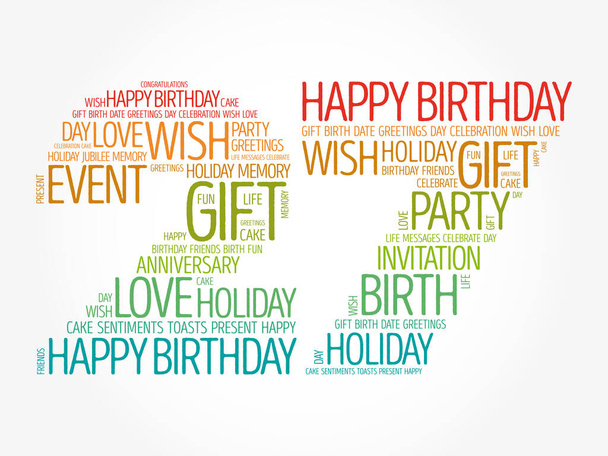 CONGRATULATIONS
WISH HAPPY BIRTHDAY CAKE
GIFT BIRTH DATE GREETINGS DAY CELEBRATION WISH LOVE
DAY LOVE WISH PARTY
CELEBRATION CAKE GREETINGS
HOLIDAY JUBILEE MEMORY LIFE MESSAGES CELEBRATE
PRESENT EVENT GREETINGS HOLIDAY MEMORY
GIFT FUN LIFE MEMORY
GREETINGS
HAPPY CAKE
BIRTHDAY FRIENDS BIRTH FUN
ANNIVERSARY
DAY LOVE CAKE
WISH HOLIDAY
CAKE SENTIMENTS TOASTS PRESENT HAPPY
FRIENDS HAPPY BIRTHDAY
HAPPY BIRTHDAY
GIFT BIRTH DATE GREETINGS DAY CELEBRATION WISH LOVE
WISH HOLIDAY FUN GIFT LIFE HAPPY CAKE
BIRTHDAY FRIENDS GREETINGS
CELEBRATE CAKE
LOVE PARTY GIFT DAY
LIFE MESSAGES CELEBRATE DAY
INVITATION
WISH BIRTH LIFE
GIFT BIRTH DATE GREETINGS
DAY HOLIDAY
CAKE SENTIMENTS TOASTS PRESENT HAPPY